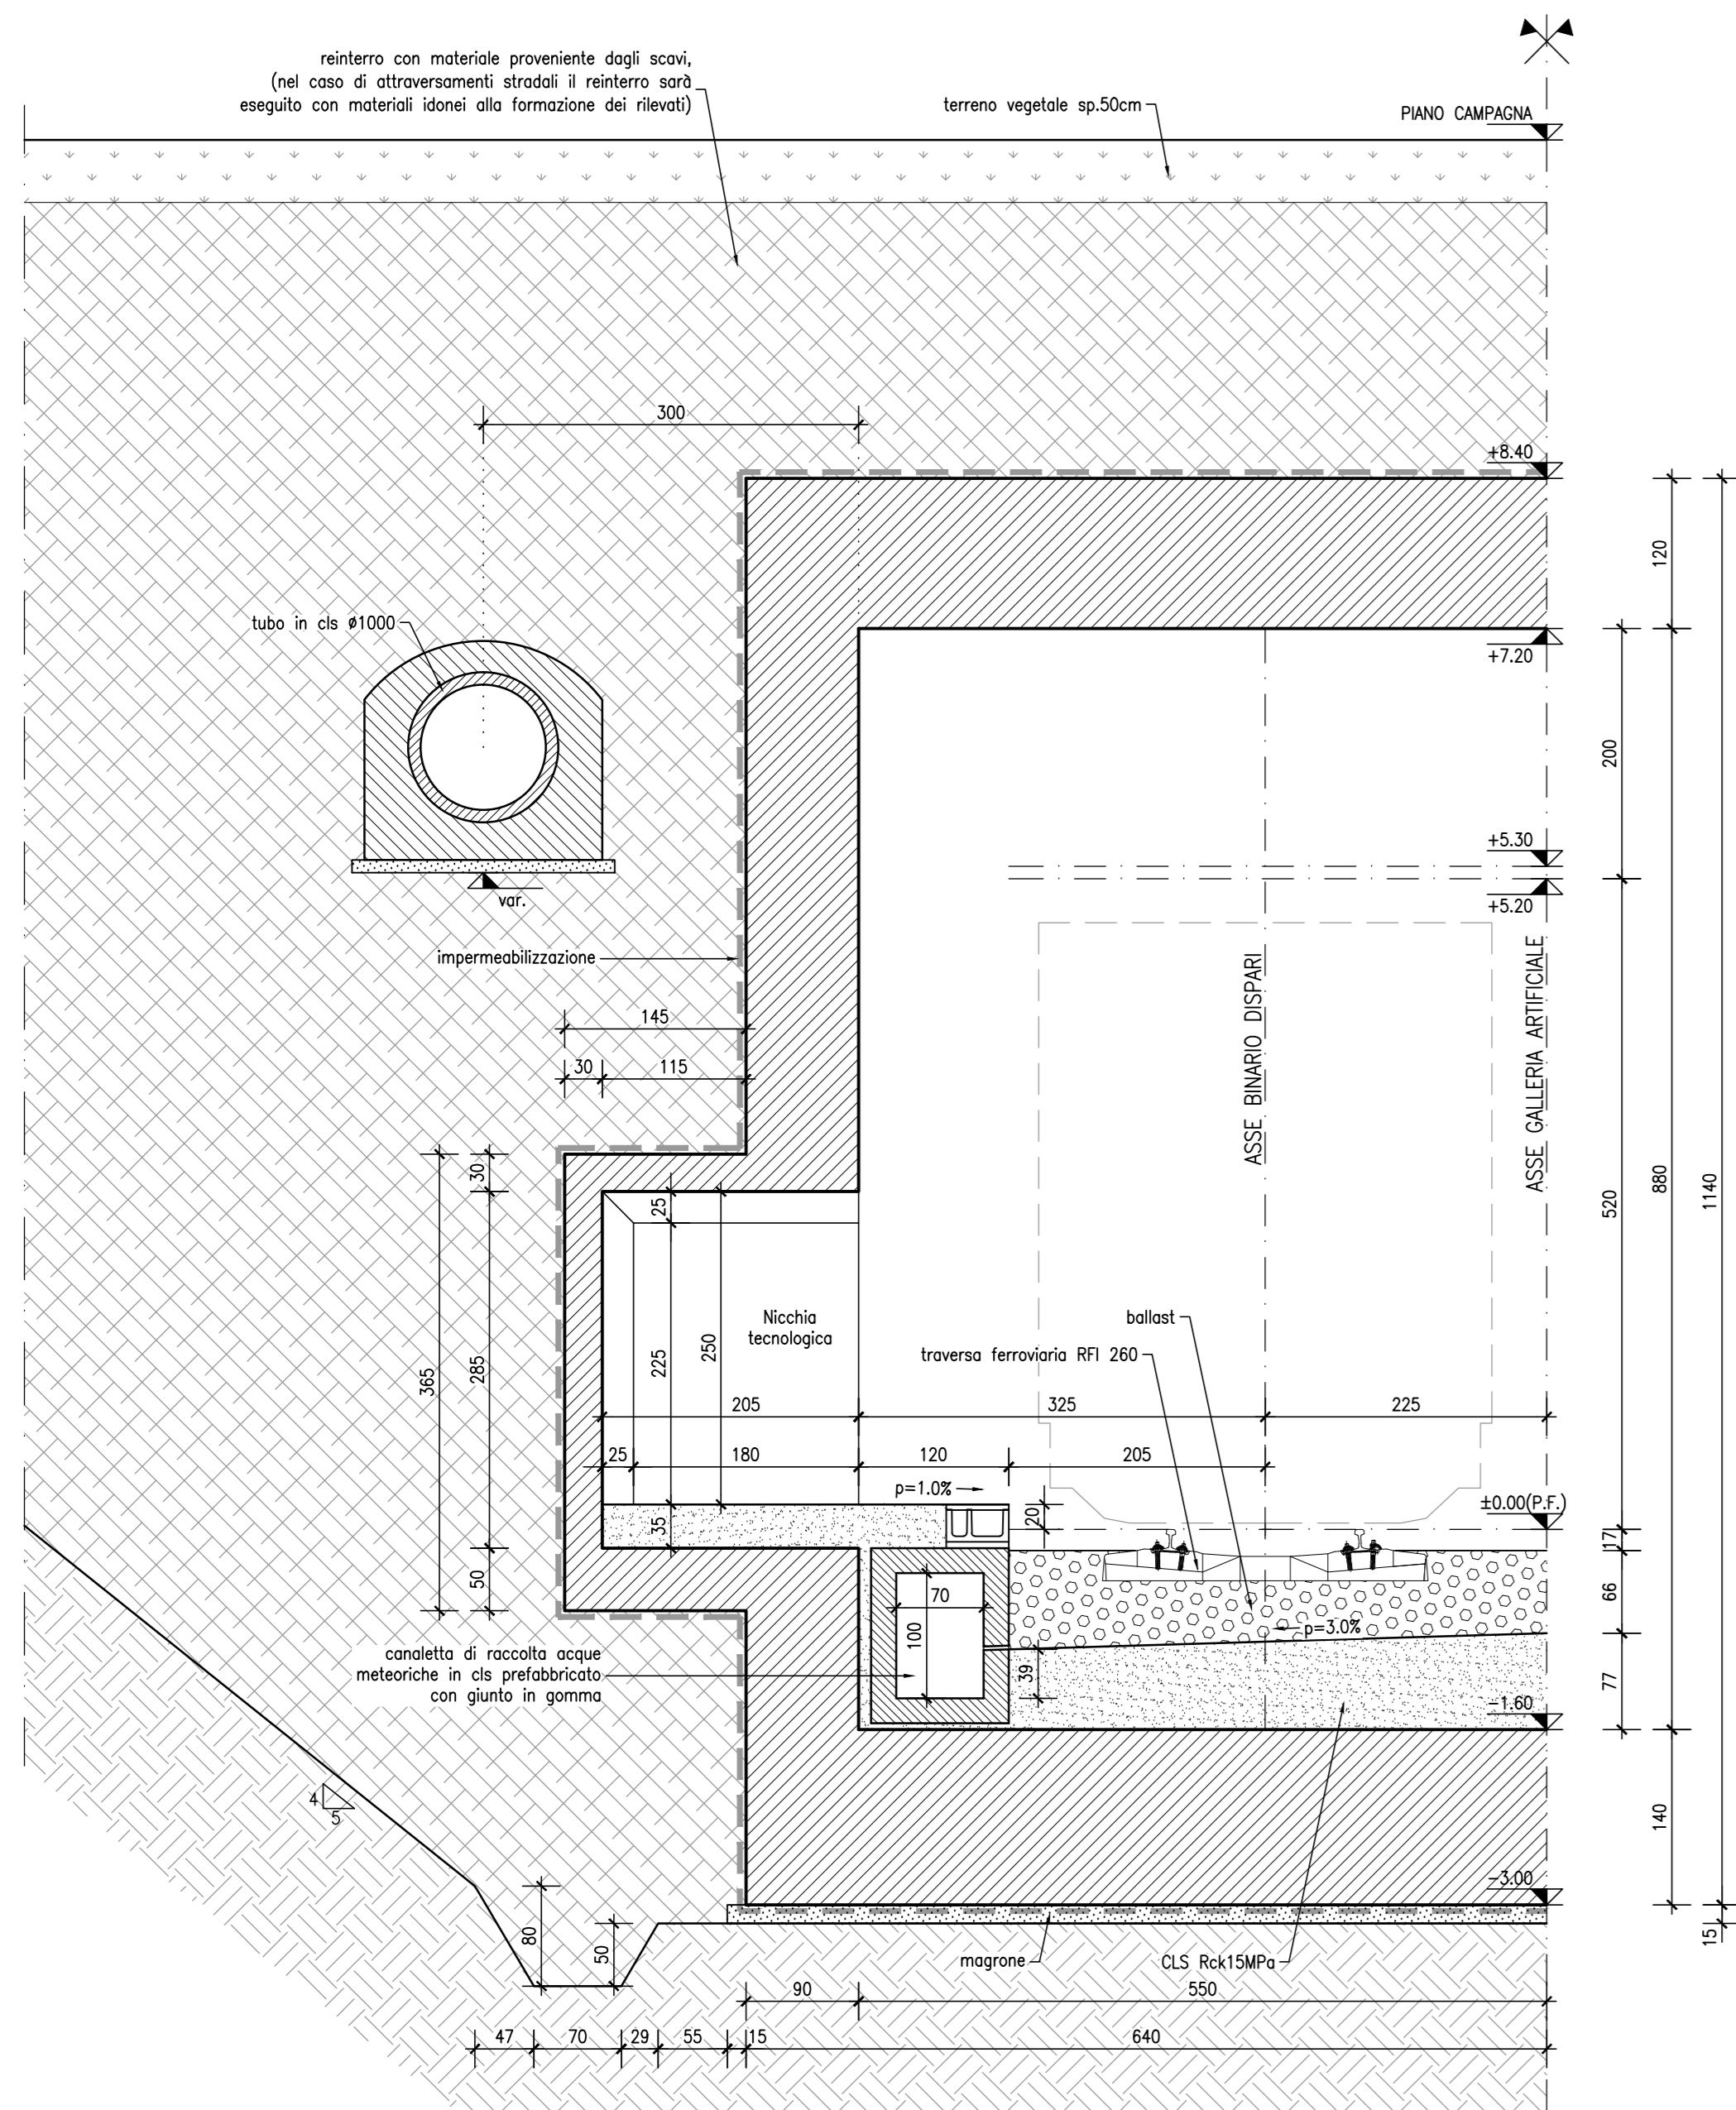 reinterro con materiale proveniente dagli scavi,
(nel caso di attraversamenti stradali il reinterro sarà
eseguito con materiali idonei alla formazione dei rilevati)
terreno vegetale sp.50cm
PIANO CAMPAGNA
300
+8.40
120
tubo in cls ø1000
+7.20
200
+5.30
+5.20
var.
impermeabilizzazione
145
30
115
ASSE BINARIO DISPARI
ASSE GALLERIA ARTIFICIALE
30
25
880
1140
520
Nicchia
tecnologica
ballast
traversa ferroviaria RFI 260
365
285
225
250
205
325
225
25
180
120
205
p=1.0%
20
±0.00(P.F.)
35
17
50
70
66
100
p=3.0%
canaletta di raccolta acque
meteoriche in cls prefabbricato
con giunto in gomma
39
77
-1.60
4
5
140
-3.00
80
50
15
magrone
CLS Rck15MPa
90
550
47
70
29
55
15
640